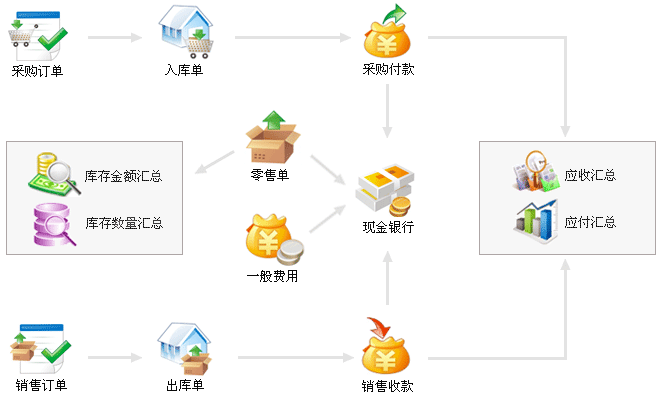 采购订单
入库单
采购付款
库存金额汇总
库存数量汇总
零售单
一般费用
现金银行
应收汇总
应付汇总
销售订单
出库单
销售收款